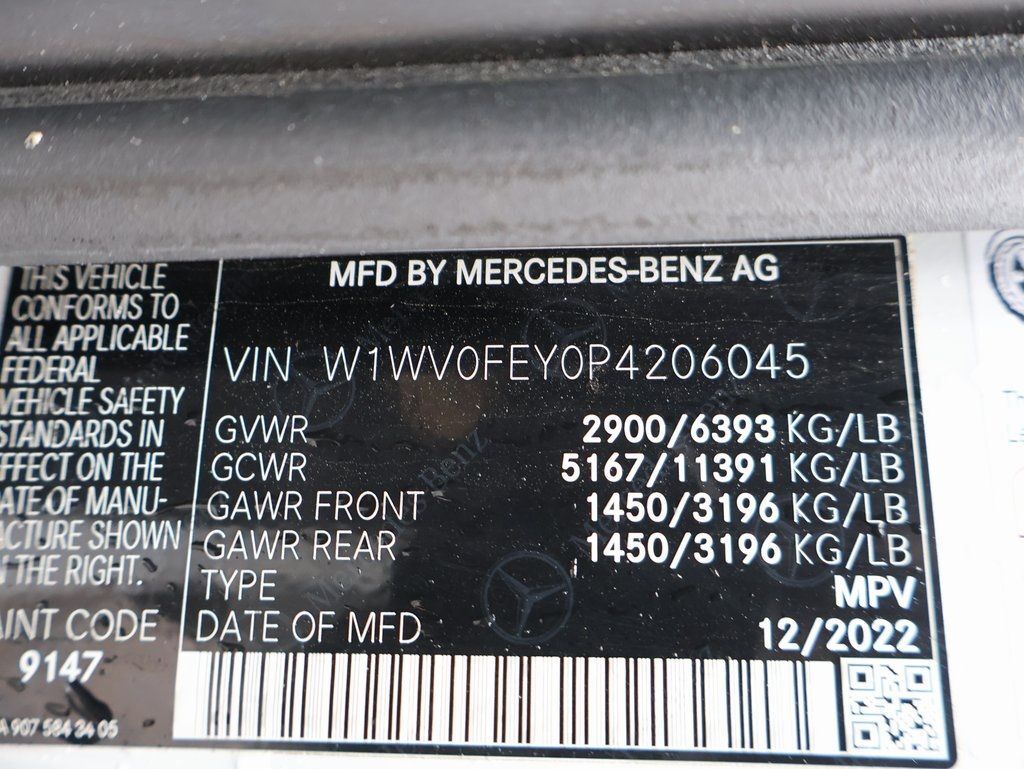 THIS VEHICLE
CONFORMS TO
ALL APPLICABLE
FEDERAL
VEHICLE SAFETY
STANDARDS IN
EFFECT ON THE
DATE OF MANU-
ACTURE SHOWN
N THE RIGHT.
AINT CODE
9147
A 907 584 34 05
MFD BY MERCEDES-BENZ AG
VIN W1WV0FEY0P4206045
GVWR 2900/6393 KG/LB
GCWR 5167/11391 KG/LB
GAWR FRONT 1450/3196 KG/LB
GAWR REAR 1450/3196 KG/LB
TYPE MPV
DATE OF MFD 12/2022